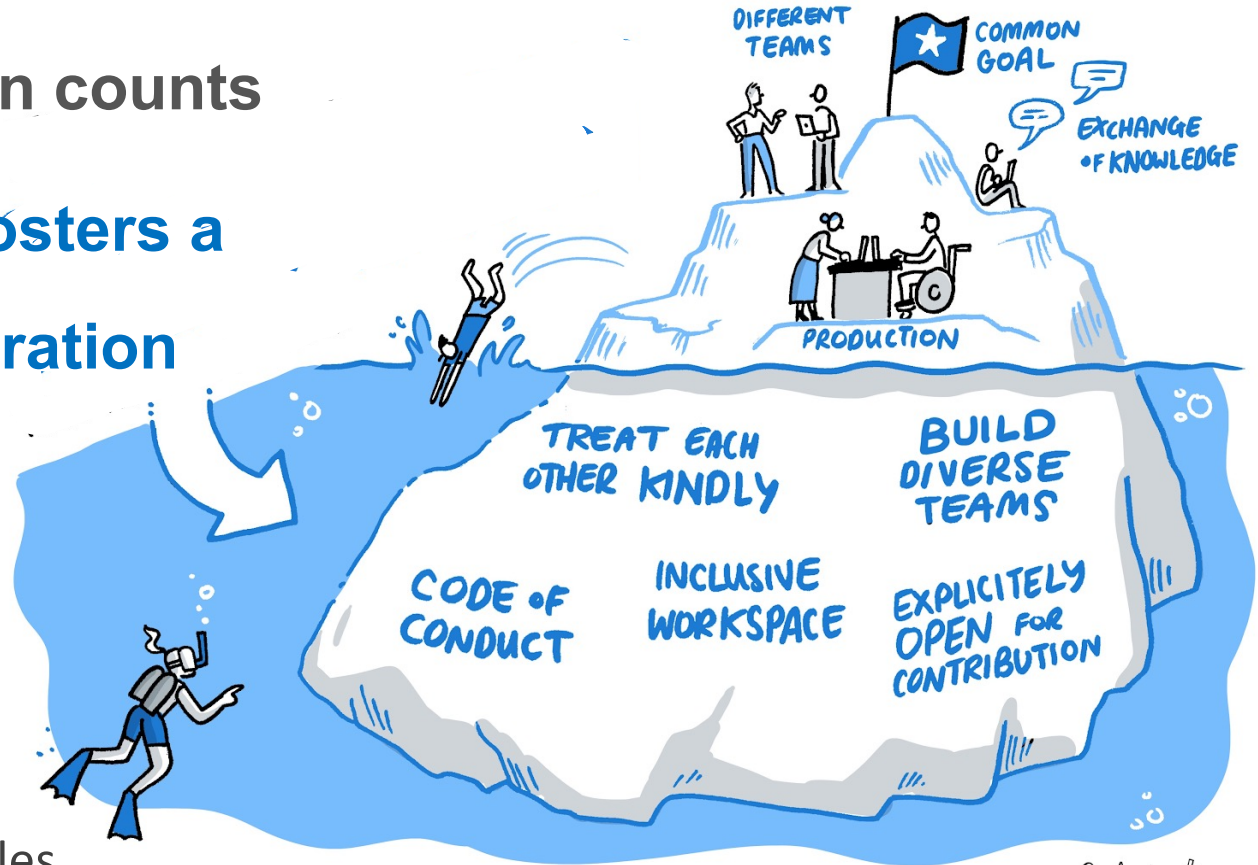 n counts
osters a
ration
DIFFERENT
TEAMS
COMMON
GOAL
EXCHANGE
OF KNOWLEDGE
PRODUCTION
TREAT EACH
OTHER KINDLY
BUILD
DIVERSE
TEAMS
CODE OF
CONDUCT
INCLUSIVE
WORKSPACE
EXPLICITELY
OPEN FOR
CONTRIBUTION
les